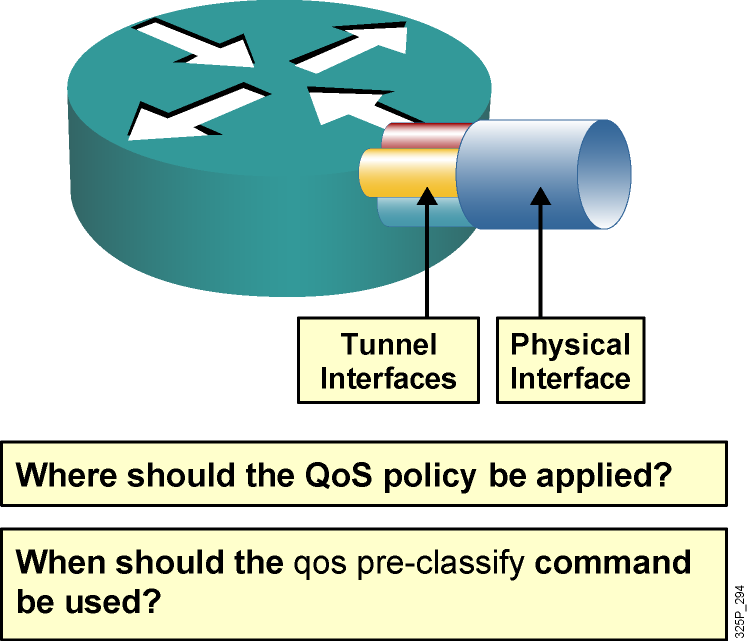 Tunnel
Interfaces
Physical
Interface
Where should the QoS policy be applied?
When should the qos pre-classify command
be used?
325P_294